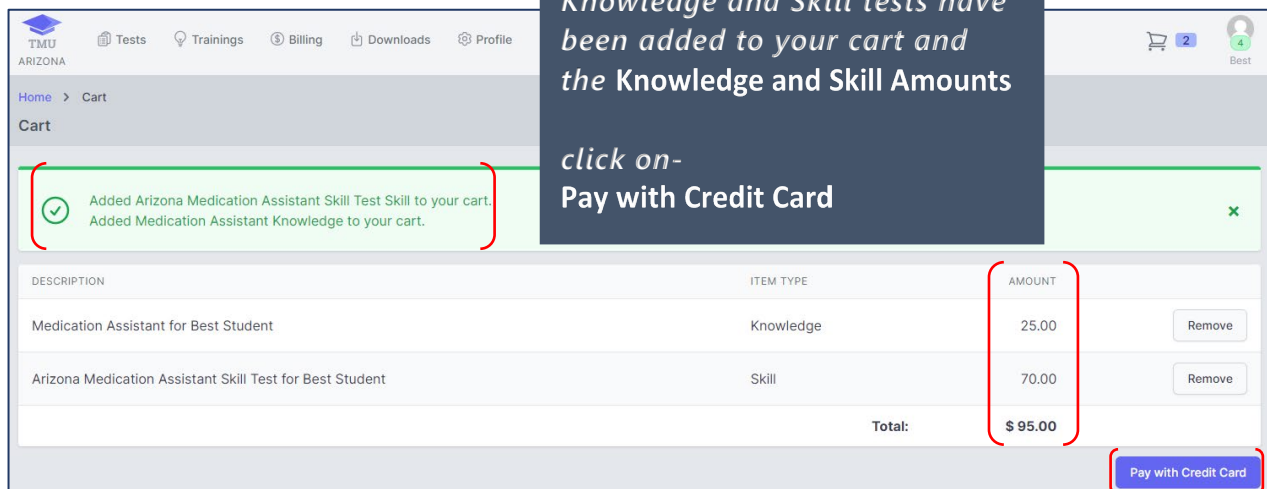 Knowledge and Skill tests have
been added to your cart and
the Knowledge and Skill Amounts
click on-
Pay with Credit Card
TMU
ARIZONA
Tests
Trainings
Billing
Downloads
Profile
2
4
Best
Home > Cart
Cart
Added Arizona Medication Assistant Skill Test Skill to your cart.
Added Medication Assistant Knowledge to your cart.
DESCRIPTION ITEM TYPE AMOUNT
Medication Assistant for Best Student Knowledge 25.00 Remove
Arizona Medication Assistant Skill Test for Best Student Skill 70.00 Remove
Total: $ 95.00
Pay with Credit Card